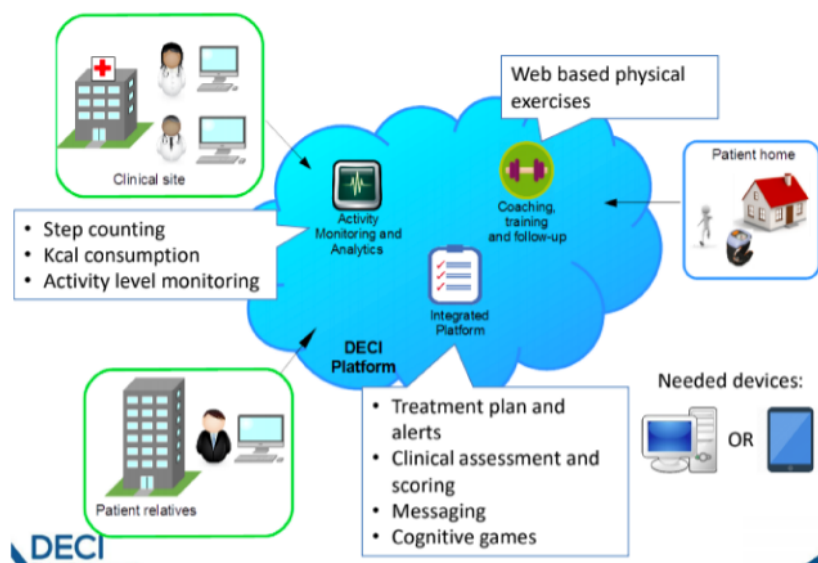 Clinical site
Web based physical
exercises
Patient home
Activity
Monitoring and
Analytics
Coaching,
training
and follow-up
• Step counting
• Kcal consumption
• Activity level monitoring
Integrated
Platform
DECI
Platform
Patient relatives
• Treatment plan and
alerts
• Clinical assessment and
scoring
• Messaging
• Cognitive games
Needed devices:
OR
DECI